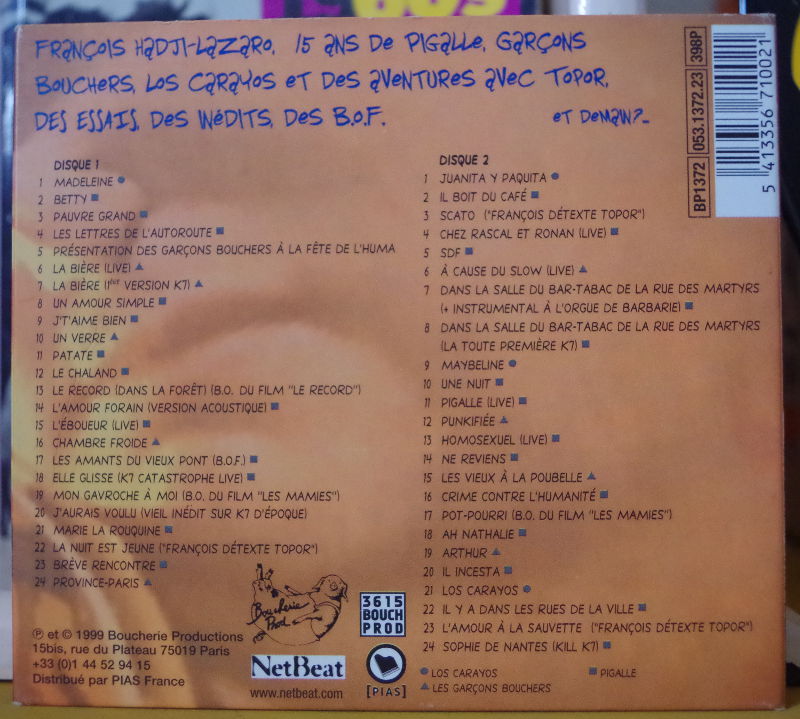 François Hadji-Lazaro, 15 ans de Pigalle, Garçons
Bouchers, Los Carayos et des aventures avec Topor,
des essais, des inédits, des B.O.F.
et demain?...
398P
053.1372.23
BP1372
5 413356 710021
DISQUE 1
1 MADELEINE ●
2 BETTY ■
3 PAUVRE GRAND ■
4 LES LETTRES DE L'AUTOROUTE ■
5 PRÉSENTATION DES GARÇONS BOUCHERS À LA FÊTE DE L'HUMA
6 LA BIÈRE (LIVE) ▲
7 LA BIÈRE (1ère VERSION K7) ▲
8 UN AMOUR SIMPLE ■
9 J'T'AIME BIEN ■
10 UN VERRE ▲
11 PATATE ■
12 LE CHALAND ■
13 LE RECORD (DANS LA FORÊT) (B.O. DU FILM "LE RECORD")
14 L'AMOUR FORAIN (VERSION ACOUSTIQUE) ■
15 L'ÉBOUEUR (LIVE) ■
16 CHAMBRE FROIDE ▲
17 LES AMANTS DU VIEUX PONT (B.O.F.) ■
18 ELLE GLISSE (K7 CATASTROPHE LIVE) ■
19 MON GAVROCHE À MOI (B.O. DU FILM "LES MAMIES")
20 J'AURAIS VOULU (VIEIL INÉDIT SUR K7 D'ÉPOQUE)
21 MARIE LA ROUQUINE ■
22 LA NUIT EST JEUNE ("FRANÇOIS DÉTEXTE TOPOR")
23 BRÈVE RENCONTRE ■
24 PROVINCE-PARIS ▲
DISQUE 2
1 JUANITA Y PAQUITA ●
2 IL BOIT DU CAFÉ ■
3 SCATO ("FRANÇOIS DÉTEXTE TOPOR")
4 CHEZ RASCAL ET RONAN (LIVE) ■
5 SDF ■
6 À CAUSE DU SLOW (LIVE) ▲
7 DANS LA SALLE DU BAR-TABAC DE LA RUE DES MARTYRS
(+ INSTRUMENTAL À L'ORGUE DE BARBARIE) ■
8 DANS LA SALLE DU BAR-TABAC DE LA RUE DES MARTYRS
(LA TOUTE PREMIÈRE K7) ■
9 MAYBELINE ●
10 UNE NUIT ■
11 PIGALLE (LIVE) ■
12 PUNKIFIÉE ▲
13 HOMOSEXUEL (LIVE) ■
14 NE REVIENS ■
15 LES VIEUX À LA POUBELLE ▲
16 CRIME CONTRE L'HUMANITÉ ■
17 POT-POURRI (B.O. DU FILM "LES MAMIES")
18 AH NATHALIE ■
19 ARTHUR ▲
20 IL INCESTA ■
21 LOS CARAYOS ●
22 IL Y A DANS LES RUES DE LA VILLE ■
23 L'AMOUR À LA SAUVETTE ("FRANÇOIS DÉTEXTE TOPOR")
24 SOPHIE DE NANTES (KILL K7) ■
● LOS CARAYOS ■ PIGALLE
▲ LES GARÇONS BOUCHERS
℗ et © 1999 Boucherie Productions
15bis, rue du Plateau 75019 Paris
+33 (0)1 44 52 94 15
Distribué par PIAS France
Boucherie
Prod
3615
BOUCH
PROD
NetBeat
www.netbeat.com
[PIAS]